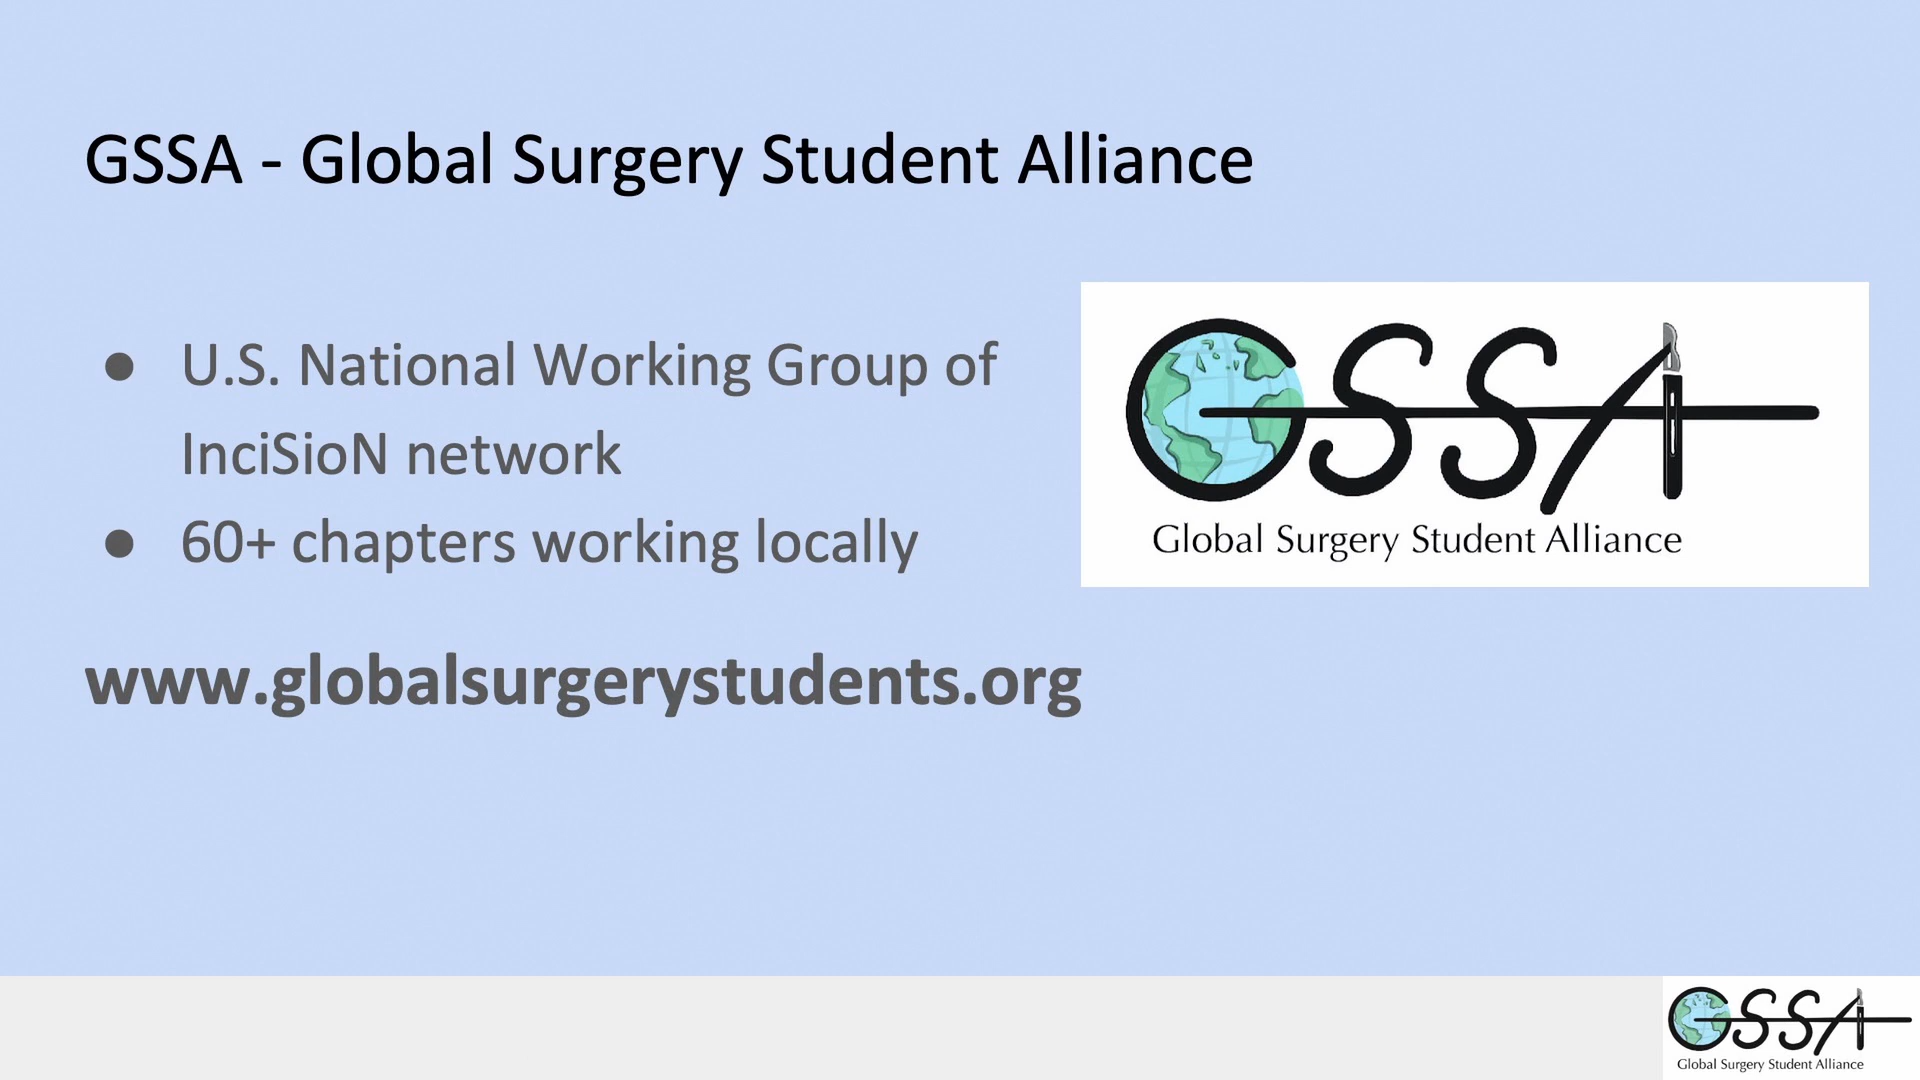 GSSA - Global Surgery Student Alliance
● U.S. National Working Group of
InciSioN network
● 60+ chapters working locally
www.globalsurgerystudents.org
GSSA
Global Surgery Student Alliance
GSSA
Global Surgery Student Alliance